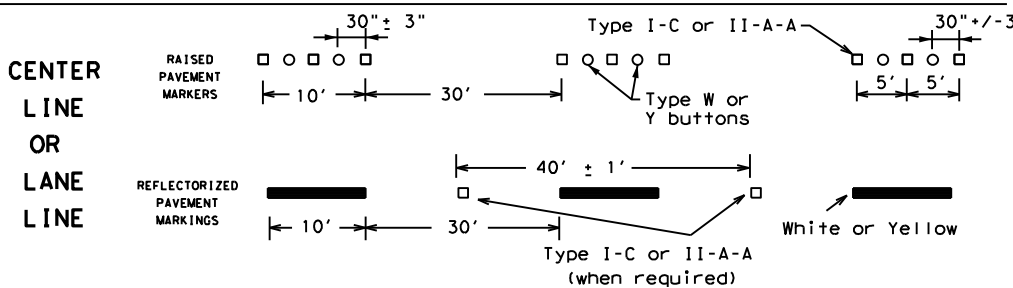 CENTER
LINE
OR
LANE
LINE
RAISED
PAVEMENT
MARKERS
30"± 3"
10'
30'
Type I-C or II-A-A
Type W or
Y buttons
30"+/-3
5'
5'
REFLECTORIZED
PAVEMENT
MARKINGS
40' ± 1'
10'
30'
Type I-C or II-A-A
(when required)
White or Yellow